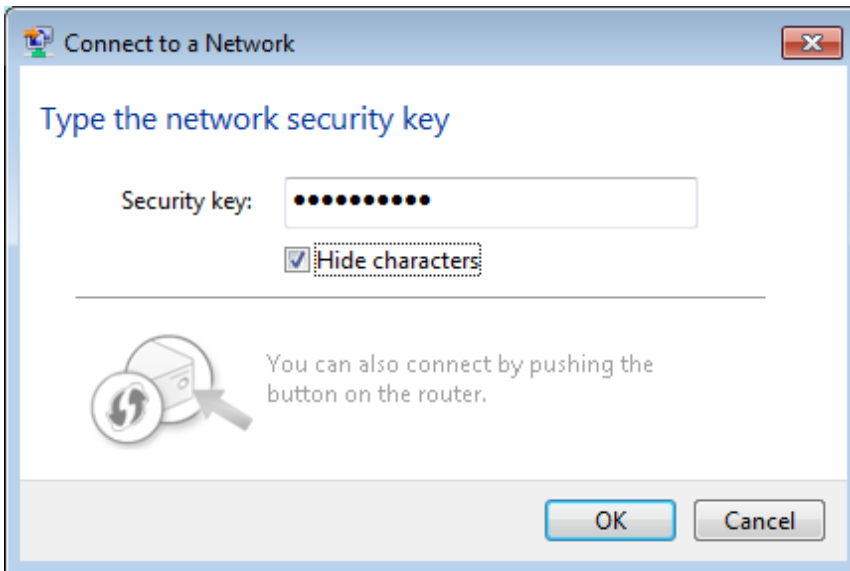 Connect to a Network
Type the network security key
Security key: ••••••••••
Hide characters
You can also connect by pushing the
button on the router.
OK Cancel